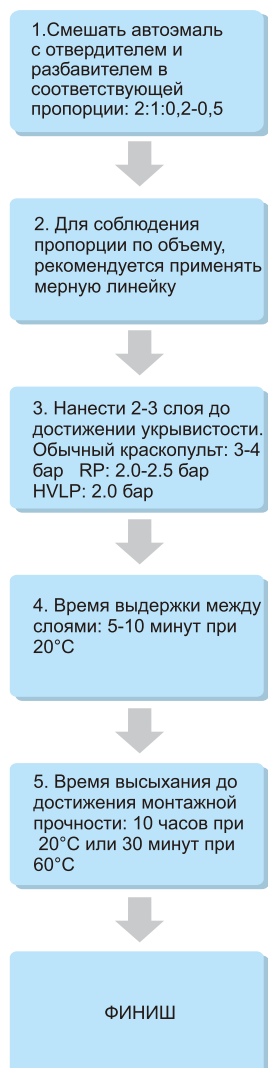 1.Смешать автоэмаль
с отвердителем и
разбавителем в
соответствующей
пропорции: 2:1:0,2-0,5
2. Для соблюдения
пропорции по объему,
рекомендуется применять
мерную линейку
3. Нанести 2-3 слоя до
достижении укрывистости.
Обычный краскопульт: 3-4
бар RP: 2.0-2.5 бар
HVLP: 2.0 бар
4. Время выдержки между
слоями: 5-10 минут при
20°C
5. Время высыхания до
достижения монтажной
прочности: 10 часов при
20°C или 30 минут при
60°C
ФИНИШ